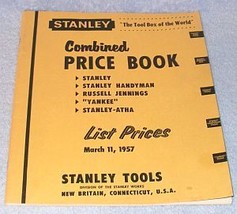 STANLEY
"The Tool Box of the World"
Combined
PRICE BOOK
STANLEY
STANLEY HANDYMAN
RUSSELL JENNINGS
"YANKEE"
STANLEY-ATHA
List Prices
March 11, 1957
STANLEY TOOLS
DIVISION OF THE STANLEY WORKS
NEW BRITAIN, CONNECTICUT, U.S.A.